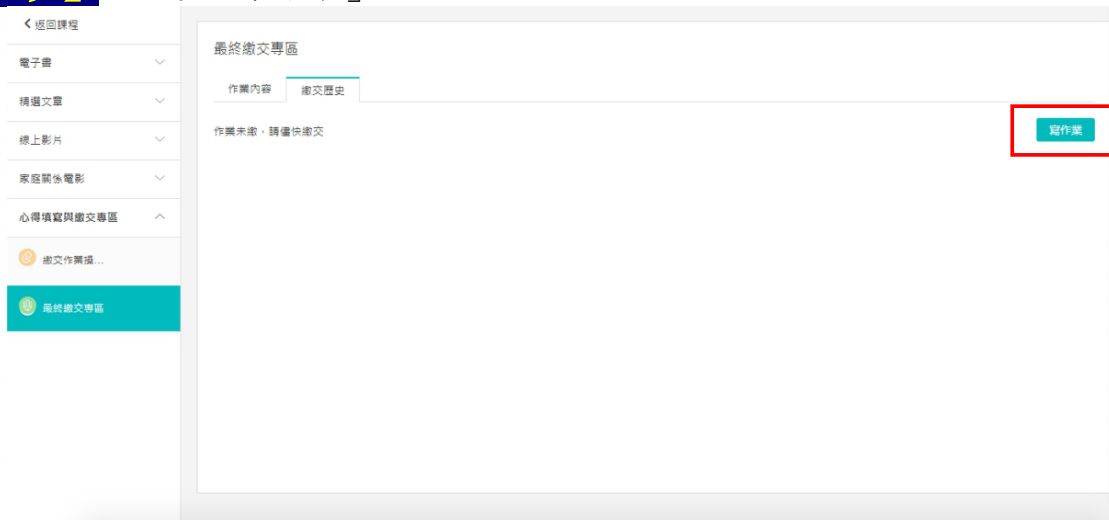 返回課程
電子書
精選文章
線上影片
家庭關係電影
心得填寫與繳交專區
繳交作業操...
最終繳交專區
最終繳交專區
作業內容
繳交歷史
作業未繳，請儘快繳交
寫作業